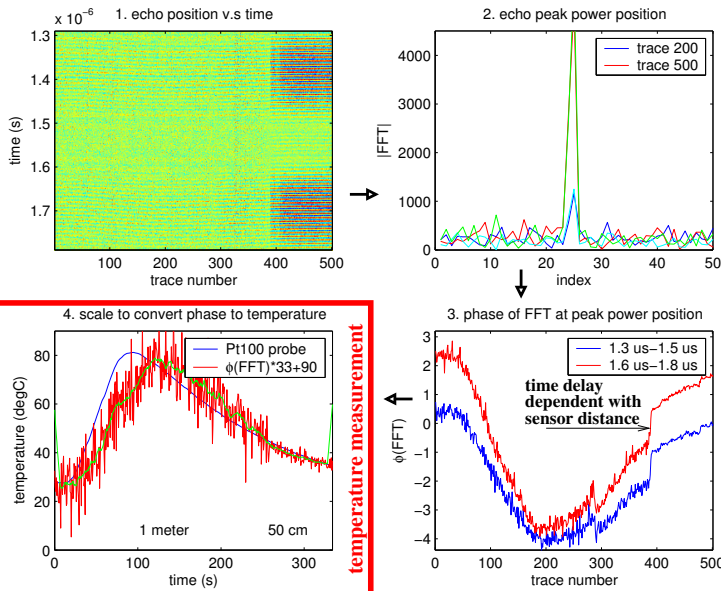 1. echo position v.s time
x 10⁻⁶
1.3
1.4
1.5
1.6
1.7
time (s)
100 200 300 400 500
trace number
2. echo peak power position
trace 200
trace 500
4000
3000
2000
1000
0
|FFT|
0 10 20 30 40 50
index
4. scale to convert phase to temperature
Pt100 probe
ϕ(FFT)*33+90
80
60
40
20
0
temperature (degC)
1 meter 50 cm
0 100 200 300
time (s)
temperature measurement
3. phase of FFT at peak power position
1.3 us−1.5 us
1.6 us−1.8 us
time delay
dependent with
sensor distance
3
2
1
0
−1
−2
−3
−4
ϕ(FFT)
0 100 200 300 400 500
trace number